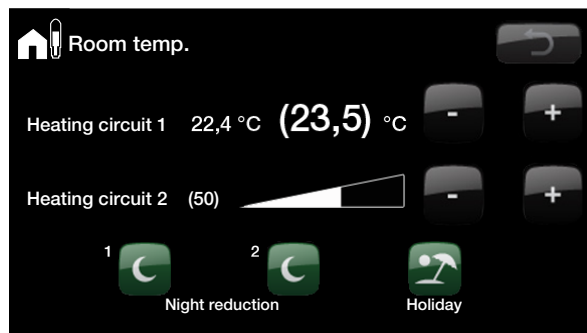 Room temp.
Heating circuit 1 22,4 °C (23,5) °C - +
Heating circuit 2 (50) - +
1 2
Night reduction Holiday